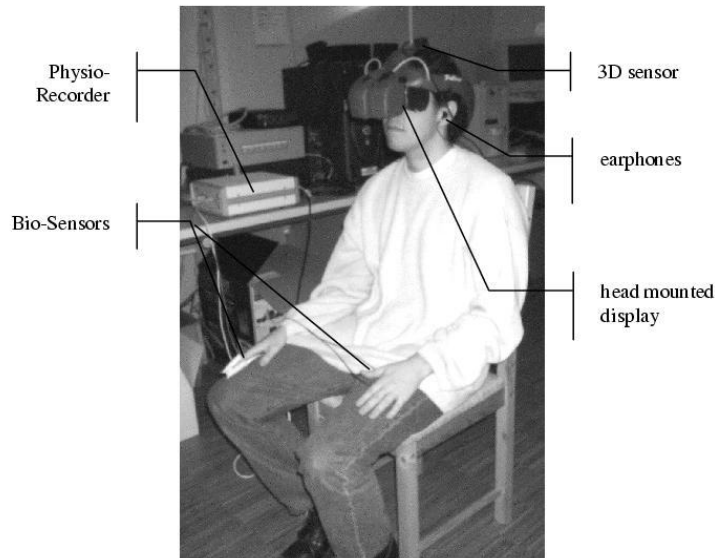 Physio-
Recorder
Bio-Sensors
3D sensor
earphones
head mounted
display